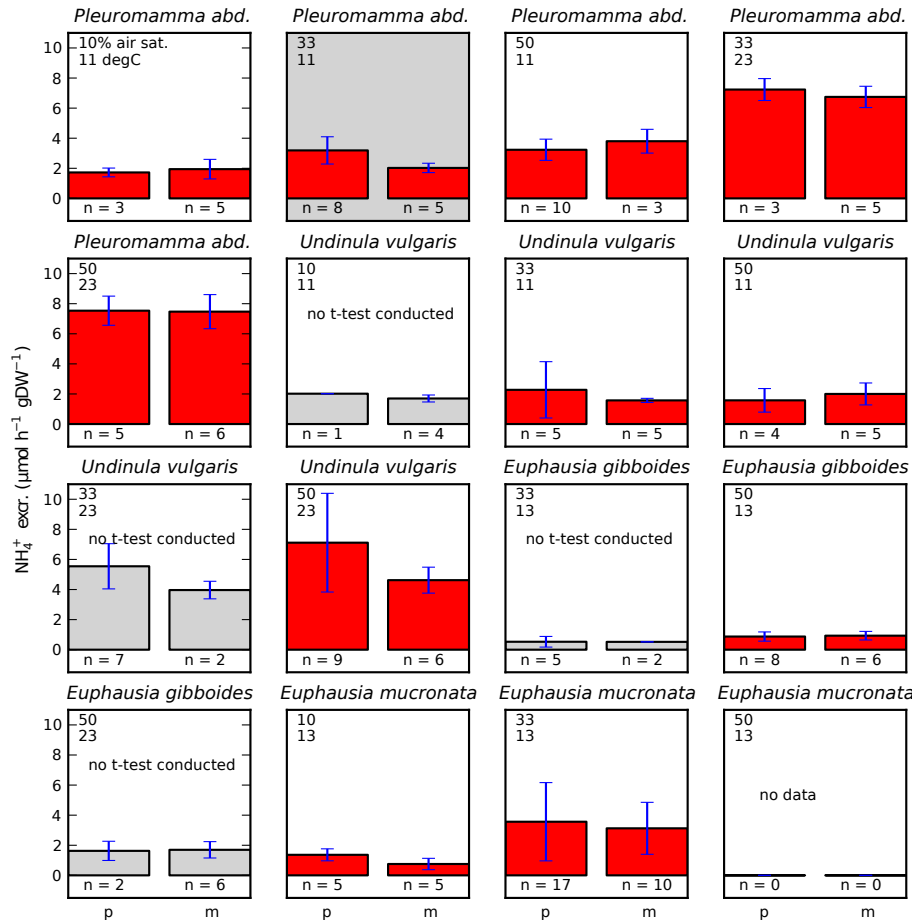 Pleuromamma abd. Pleuromamma abd. Pleuromamma abd. Pleuromamma abd.
10 10% air sat. 33 50 33
11 degC 11 11 23
8
6
4
2
0
n = 3 n = 5 n = 8 n = 5 n = 10 n = 3 n = 3 n = 5
Pleuromamma abd. Undinula vulgaris Undinula vulgaris Undinula vulgaris
10 50 10 33 50
23 11 11 11
8
no t-test conducted
6
4
2
0
n = 5 n = 6 n = 1 n = 4 n = 5 n = 5 n = 4 n = 5
NH₄⁺ excr. (μmol h⁻¹ gDW⁻¹)
Undinula vulgaris Undinula vulgaris Euphausia gibboides Euphausia gibboides
10 33 50 33 50
23 23 13 13
8
no t-test conducted no t-test conducted
6
4
2
0
n = 7 n = 2 n = 9 n = 6 n = 5 n = 2 n = 8 n = 6
Euphausia gibboides Euphausia mucronata Euphausia mucronata Euphausia mucronata
10 50 10 33 50
23 13 13 13
8
no t-test conducted
6
no data
4
2
0
n = 2 n = 6 n = 5 n = 5 n = 17 n = 10 n = 0 n = 0
p m p m p m p m